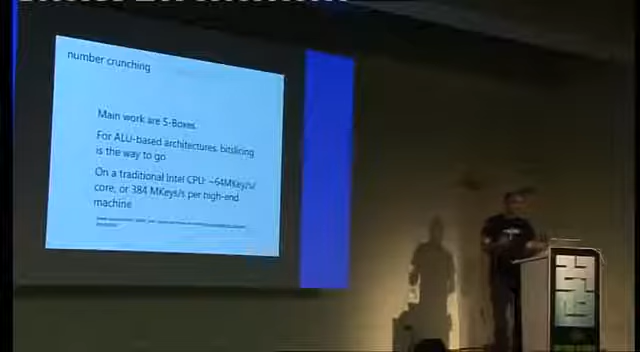 number crunching
Main work are S-Boxes.
For ALU-based architectures, bitslicing
is the way to go
On a traditional Intel CPU: ~64MKey/s/
core, or 384 MKeys/s per high-end
machine